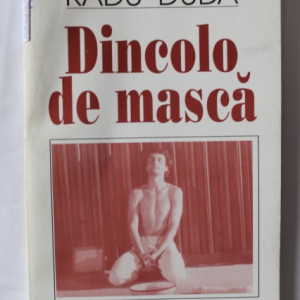 RADU DUDA
Dincolo
de mască